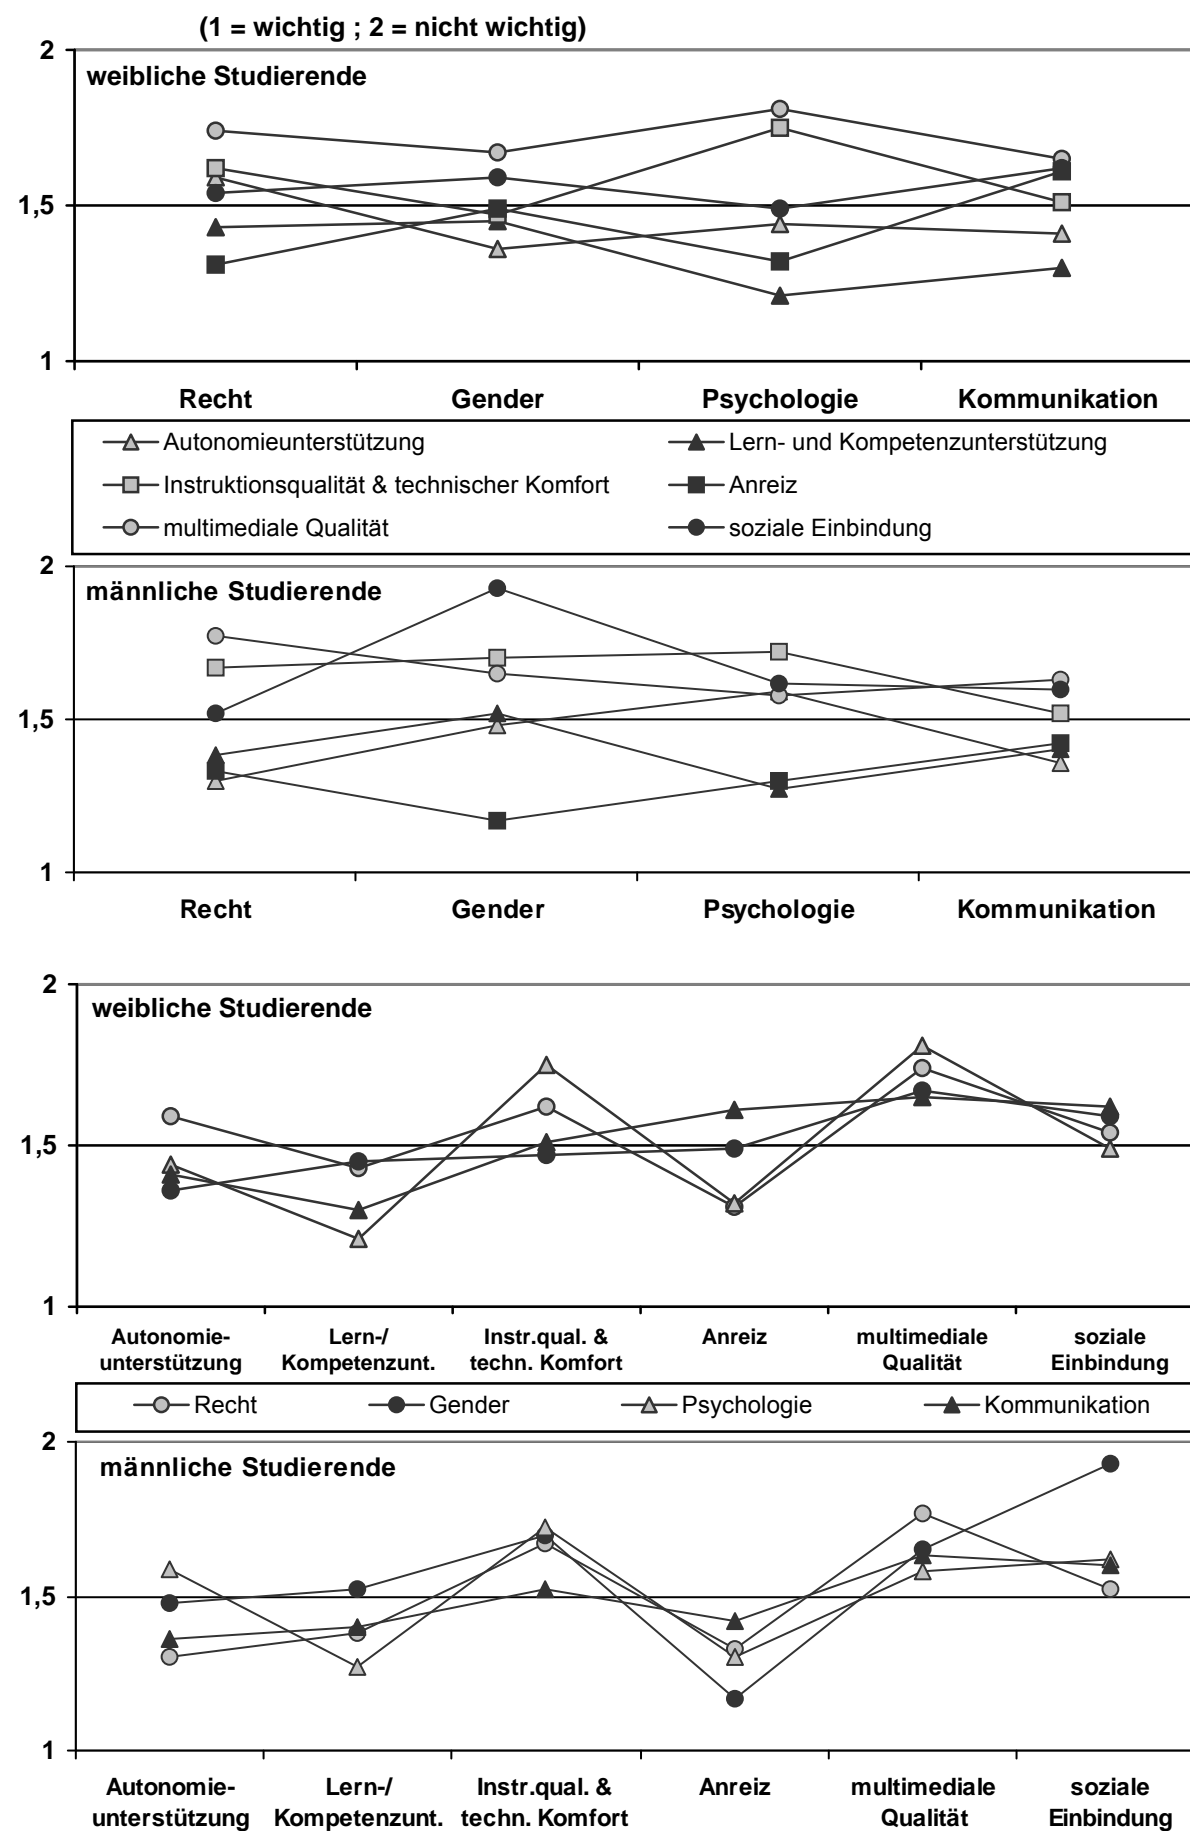 (1 = wichtig ; 2 = nicht wichtig)
2
weibliche Studierende
1,5
1
Recht Gender Psychologie Kommunikation
Autonomieunterstützung Lern- und Kompetenzunterstützung
Instruktionsqualität & technischer Komfort Anreiz
multimediale Qualität soziale Einbindung
2
männliche Studierende
1,5
1
Recht Gender Psychologie Kommunikation
2
weibliche Studierende
1,5
1
Autonomie- Lern-/ Instr.qual. & Anreiz multimediale soziale
unterstützung Kompetenzunt. techn. Komfort Qualität Einbindung
Recht Gender Psychologie Kommunikation
2
männliche Studierende
1,5
1
Autonomie- Lern-/ Instr.qual. & Anreiz multimediale soziale
unterstützung Kompetenzunt. techn. Komfort Qualität Einbindung